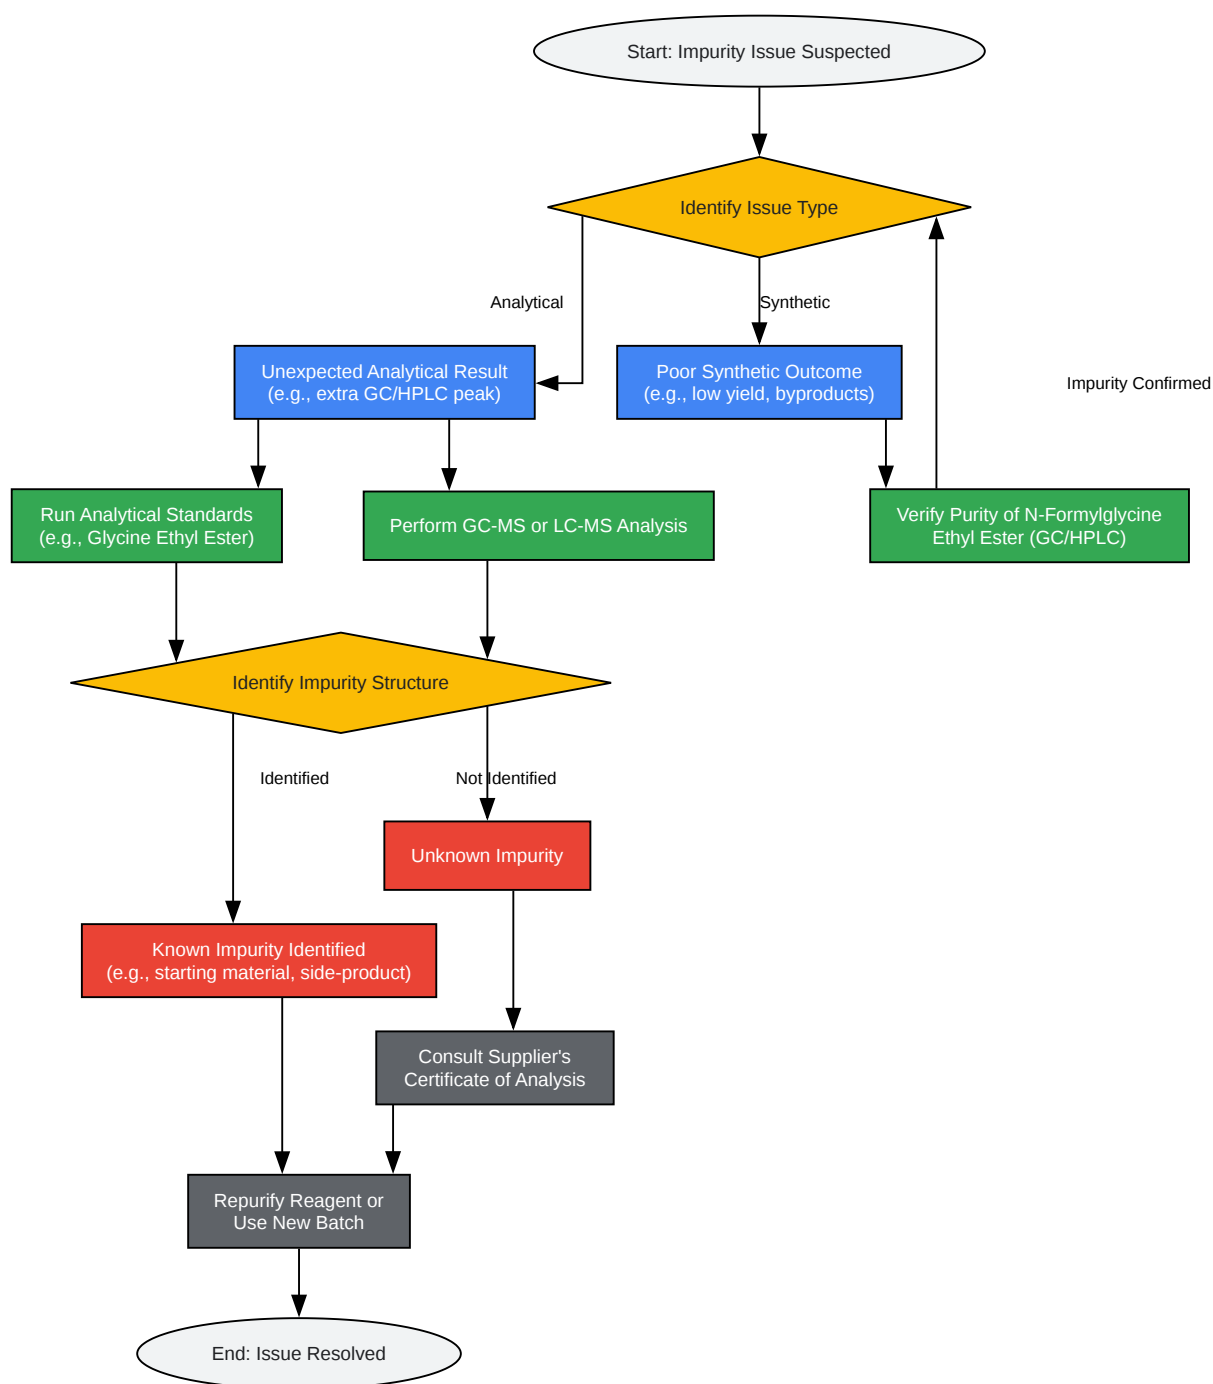 Start: Impurity Issue Suspected
Identify Issue Type
Analytical
Synthetic
Unexpected Analytical Result
(e.g., extra GC/HPLC peak)
Poor Synthetic Outcome
(e.g., low yield, byproducts)
Impurity Confirmed
Run Analytical Standards
(e.g., Glycine Ethyl Ester)
Perform GC-MS or LC-MS Analysis
Verify Purity of N-Formylglycine
Ethyl Ester (GC/HPLC)
Identify Impurity Structure
Identified
Not Identified
Unknown Impurity
Known Impurity Identified
(e.g., starting material, side-product)
Consult Supplier's
Certificate of Analysis
Repurify Reagent or
Use New Batch
End: Issue Resolved